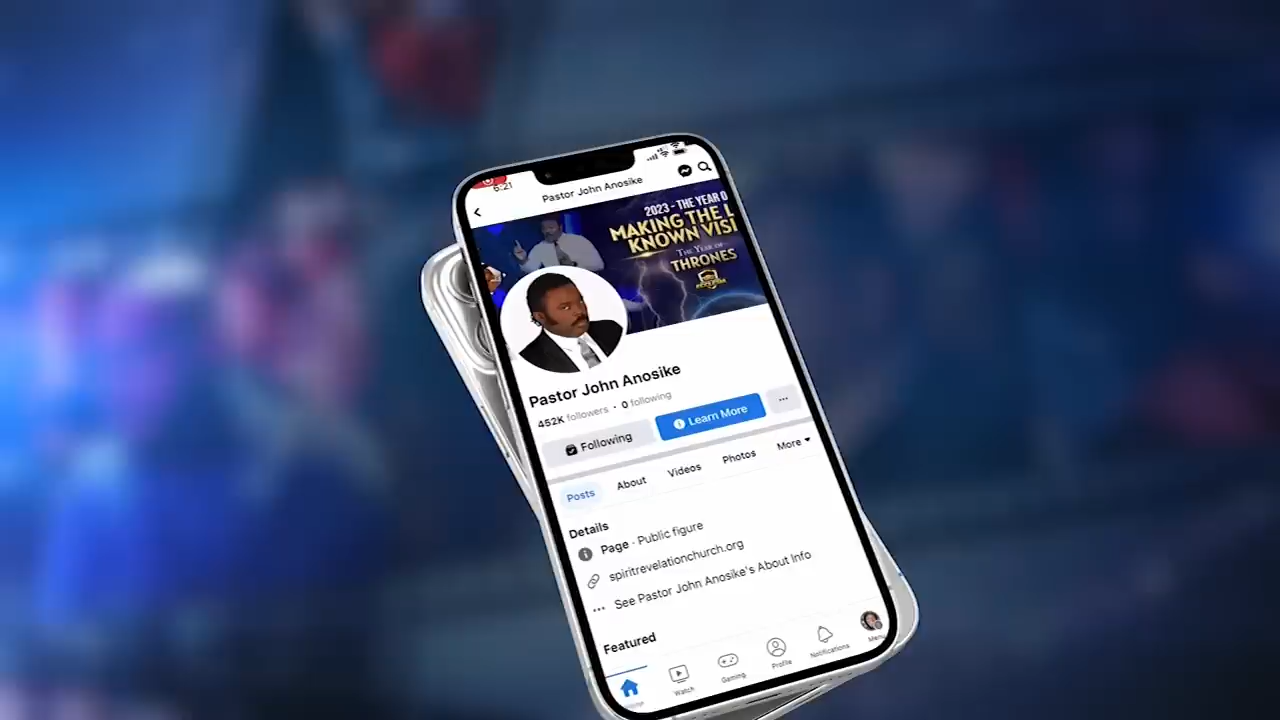 6:21
Pastor John Anosike
2023 - THE YEAR O
MAKING THE L
KNOWN VISI
THE YEAR OF
THRONES
Pastor John Anosike
452K followers · 0 following
Following
Learn More
Posts
About
Videos
Photos
More
Details
Page · Public figure
spiritrevelationchurch.org
See Pastor John Anosike's About Info
Featured
Home
Watch
Gaming
Profile
Notifications
Menu